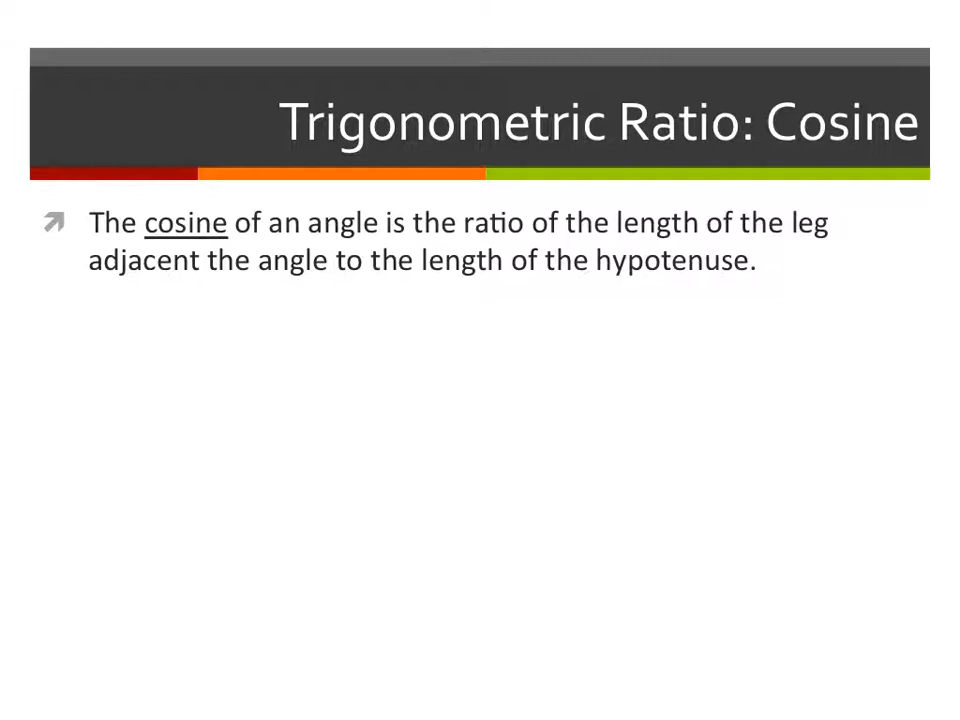 Trigonometric Ratio: Cosine
The cosine of an angle is the ratio of the length of the leg
adjacent the angle to the length of the hypotenuse.